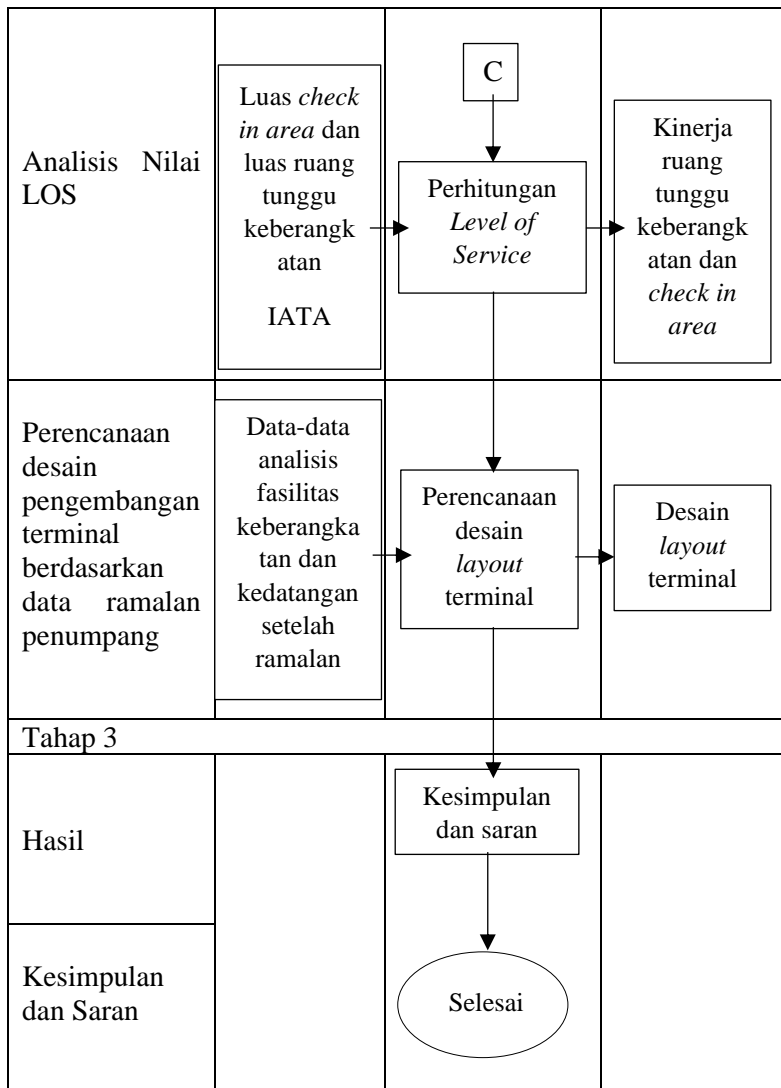 Analisis Nilai
LOS
Luas check
in area dan
luas ruang
tunggu
keberangk
atan
IATA
C
Perhitungan
Level of
Service
Kinerja
ruang
tunggu
keberangk
atan dan
check in
area
Perencanaan
desain
pengembangan
terminal
berdasarkan
data ramalan
penumpang
Data-data
analisis
fasilitas
keberangka
tan dan
kedatangan
setelah
ramalan
Perencanaan
desain
layout
terminal
Desain
layout
terminal
Tahap 3
Hasil
Kesimpulan
dan saran
Kesimpulan
dan Saran
Selesai